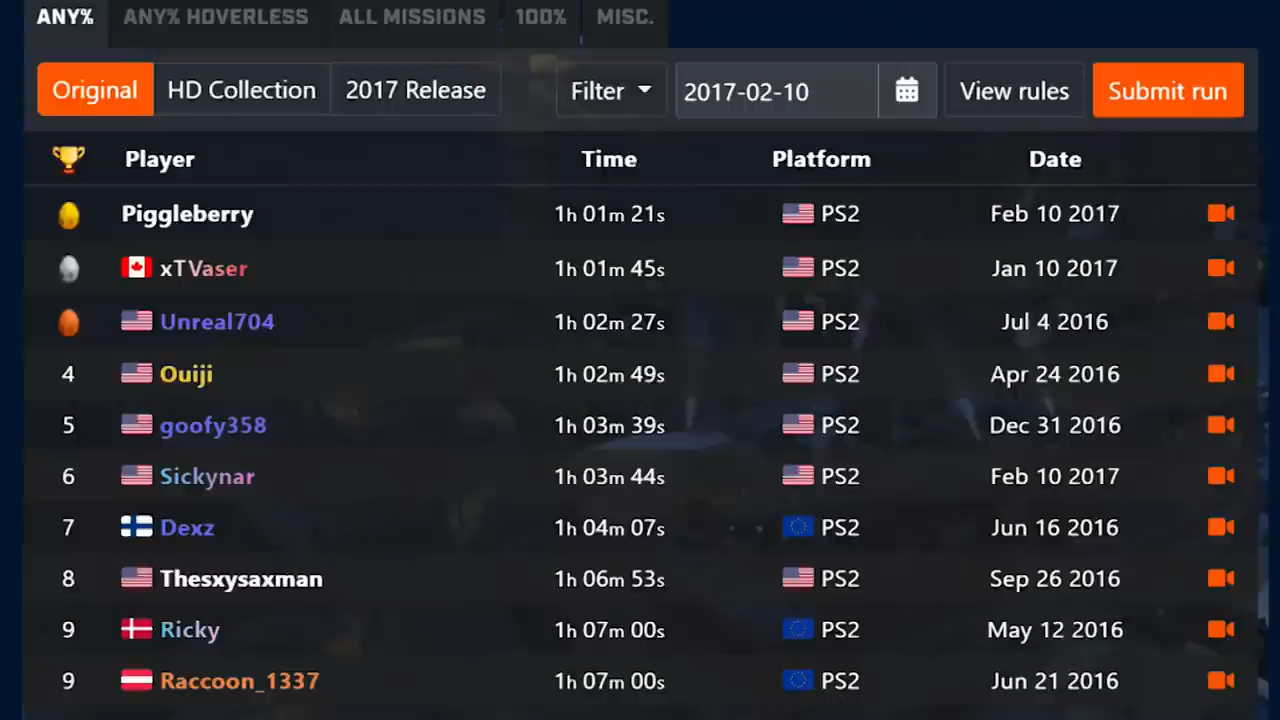 ANY% ANY% HOVERLESS ALL MISSIONS 100% MISC.
Original HD Collection 2017 Release Filter 2017-02-10 View rules Submit run
Player Time Platform Date
Piggleberry 1h 01m 21s PS2 Feb 10 2017
xTVaser 1h 01m 45s PS2 Jan 10 2017
Unreal704 1h 02m 27s PS2 Jul 4 2016
4 Ouiji 1h 02m 49s PS2 Apr 24 2016
5 goofy358 1h 03m 39s PS2 Dec 31 2016
6 Sickynar 1h 03m 44s PS2 Feb 10 2017
7 Dexz 1h 04m 07s PS2 Jun 16 2016
8 Thesxysaxman 1h 06m 53s PS2 Sep 26 2016
9 Ricky 1h 07m 00s PS2 May 12 2016
9 Raccoon_1337 1h 07m 00s PS2 Jun 21 2016